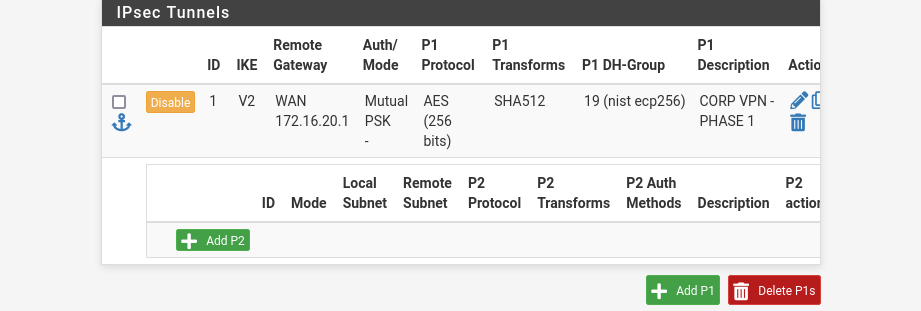 IPsec Tunnels
ID IKE Remote Gateway Auth/ Mode P1 Protocol P1 Transforms P1 DH-Group P1 Description Actio
Disable 1 V2 WAN 172.16.20.1 Mutual PSK - AES (256 bits) SHA512 19 (nist ecp256) CORP VPN - PHASE 1
ID Mode Local Subnet Remote Subnet P2 Protocol P2 Transforms P2 Auth Methods Description P2 action
Add P2
Add P1 Delete P1s